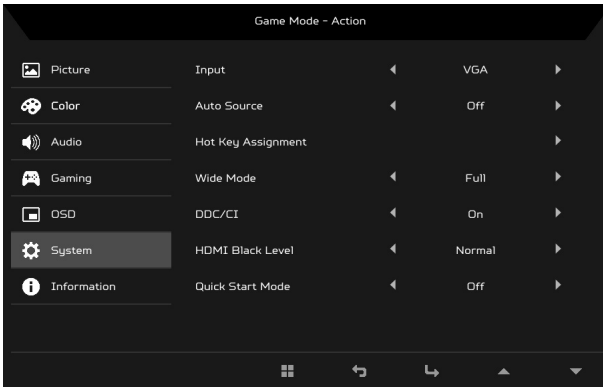 Game Mode - Action
Picture Input VGA
Color Auto Source Off
Audio Hot Key Assignment
Gaming Wide Mode Full
OSD DDC/CI On
System HDMI Black Level Normal
Information Quick Start Mode Off